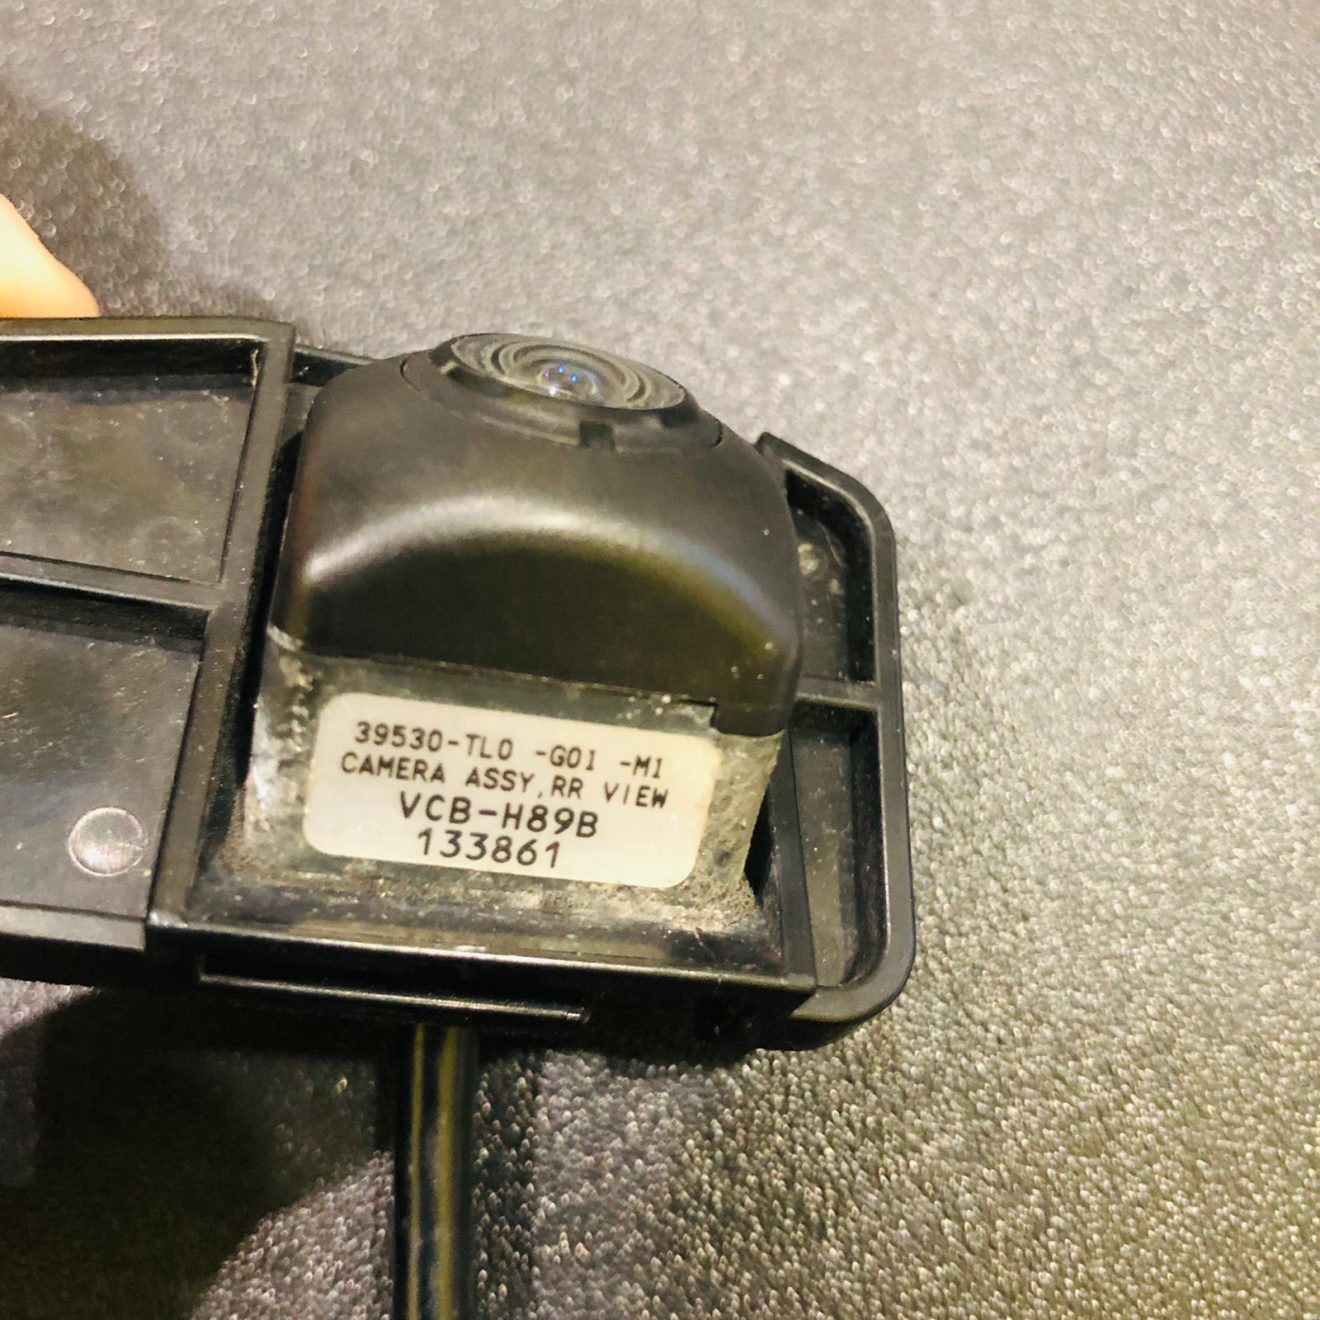 39530-TL0 -G01 -M1
CAMERA ASSY,RR VIEW
VCB-H89B
133861